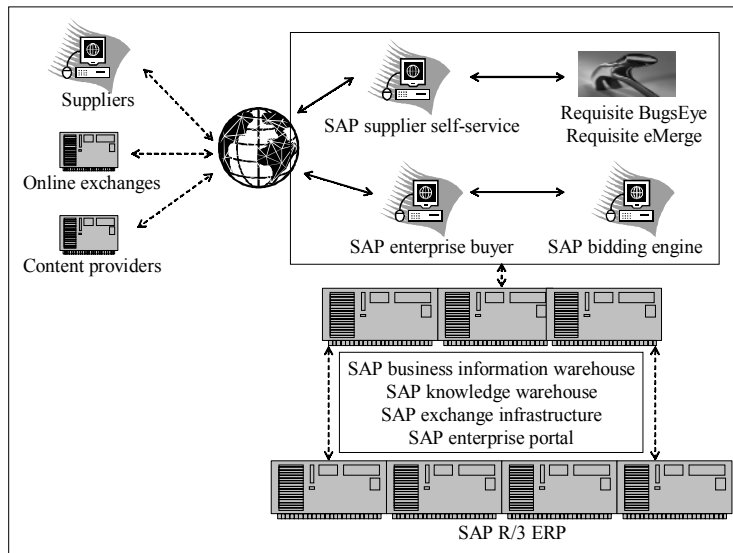 Suppliers
Online exchanges
Content providers
SAP supplier self-service
Requisite BugsEye
Requisite eMerge
SAP enterprise buyer
SAP bidding engine
SAP business information warehouse
SAP knowledge warehouse
SAP exchange infrastructure
SAP enterprise portal
SAP R/3 ERP